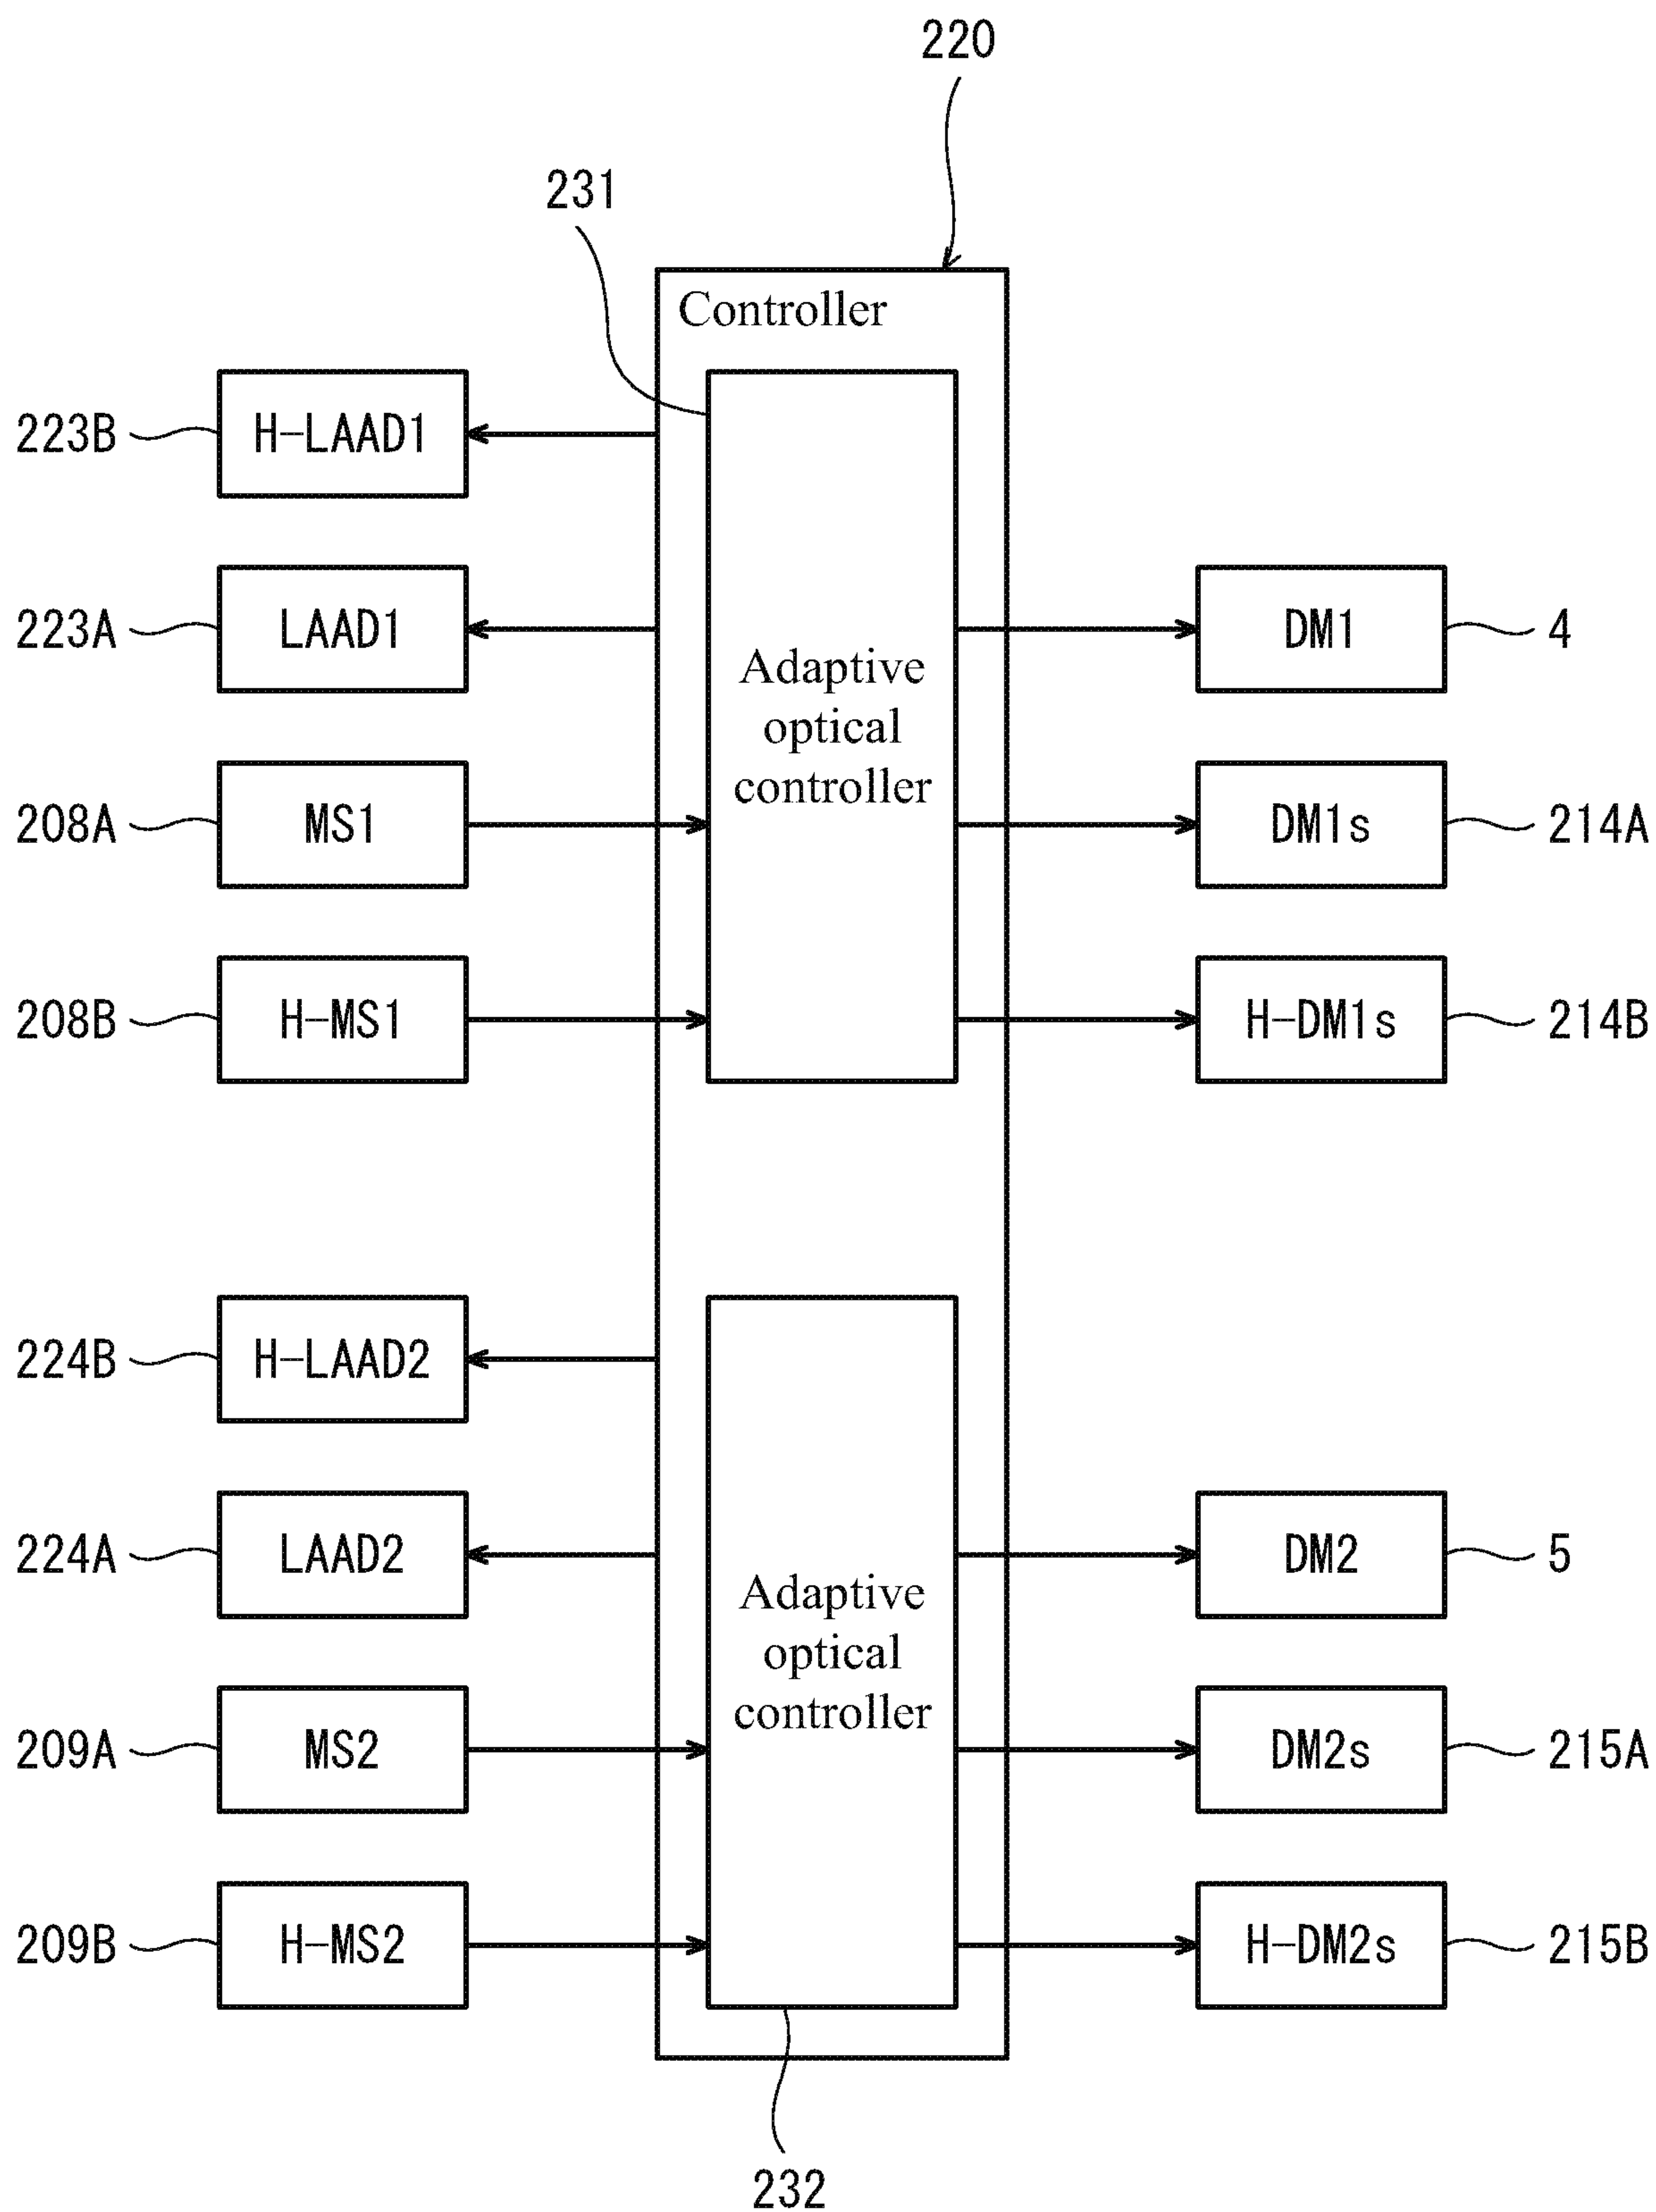 220
231
Controller
223B H-LAAD1
223A LAAD1 DM1 4
Adaptive
optical
controller
208A MS1 DM1s 214A
208B H-MS1 H-DM1s 214B
224B H-LAAD2
224A LAAD2 DM2 5
Adaptive
optical
controller
209A MS2 DM2s 215A
209B H-MS2 H-DM2s 215B
232